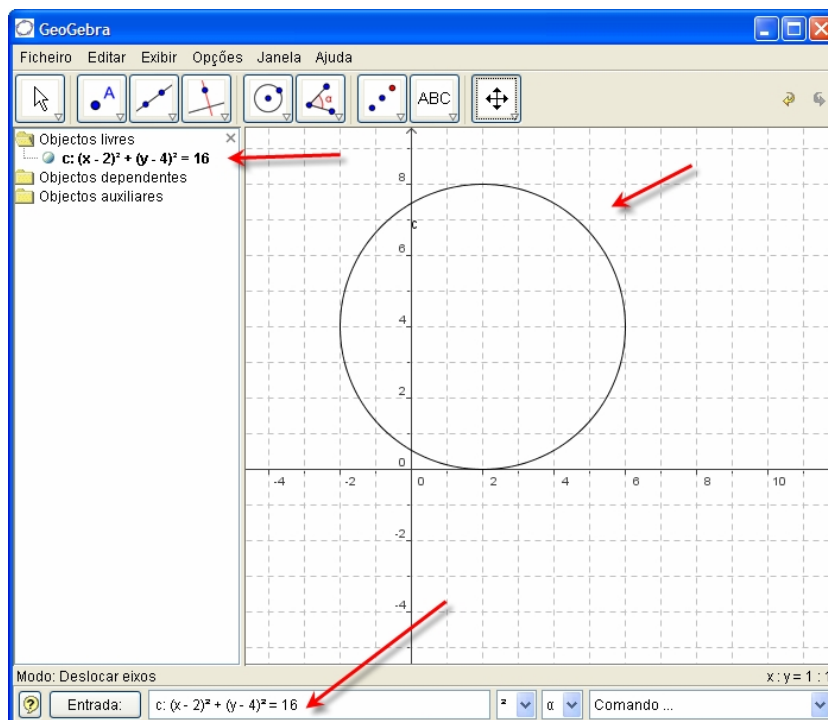 GeoGebra
Ficheiro Editar Exibir Opções Janela Ajuda
A α ABC
Objectos livres
c: (x - 2)² + (y - 4)² = 16
Objectos dependentes
Objectos auxiliares
8
c
6
4
2
0
-4 -2 0 2 4 6 8 10
-2
-4
Modo: Deslocar eixos x : y = 1 : 1
Entrada: c: (x - 2)² + (y - 4)² = 16 ² α Comando ...